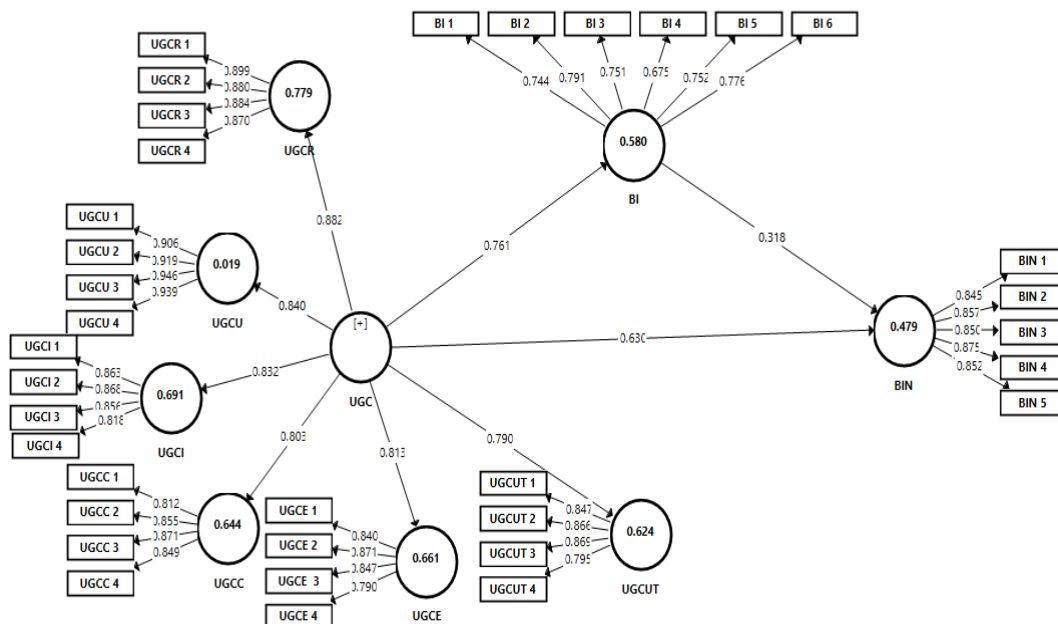 BI 1 BI 2 BI 3 BI 4 BI 5 BI 6
0.744 0.791 0.751 0.675 0.752 0.776
0.580
BI
UGCR 1
UGCR 2
UGCR 3
UGCR 4
0.899
0.880
0.884
0.870
0.779
UGCR
0.882
0.761
0.318
UGCU 1
UGCU 2
UGCU 3
UGCU 4
0.906
0.919
0.946
0.939
0.019
UGCU
0.840
[+]
UGC
0.630
BIN 1
BIN 2
BIN 3
BIN 4
BIN 5
0.845
0.857
0.850
0.875
0.852
0.479
BIN
UGCI 1
UGCI 2
UGCI 3
UGCI 4
0.863
0.868
0.856
0.818
0.691
UGCI
0.832
0.803
0.813
0.790
UGCC 1
UGCC 2
UGCC 3
UGCC 4
0.812
0.855
0.871
0.849
0.644
UGCC
UGCE 1
UGCE 2
UGCE 3
UGCE 4
0.840
0.871
0.847
0.790
0.661
UGCE
UGCUT 1
UGCUT 2
UGCUT 3
UGCUT 4
0.847
0.866
0.869
0.795
0.624
UGCUT